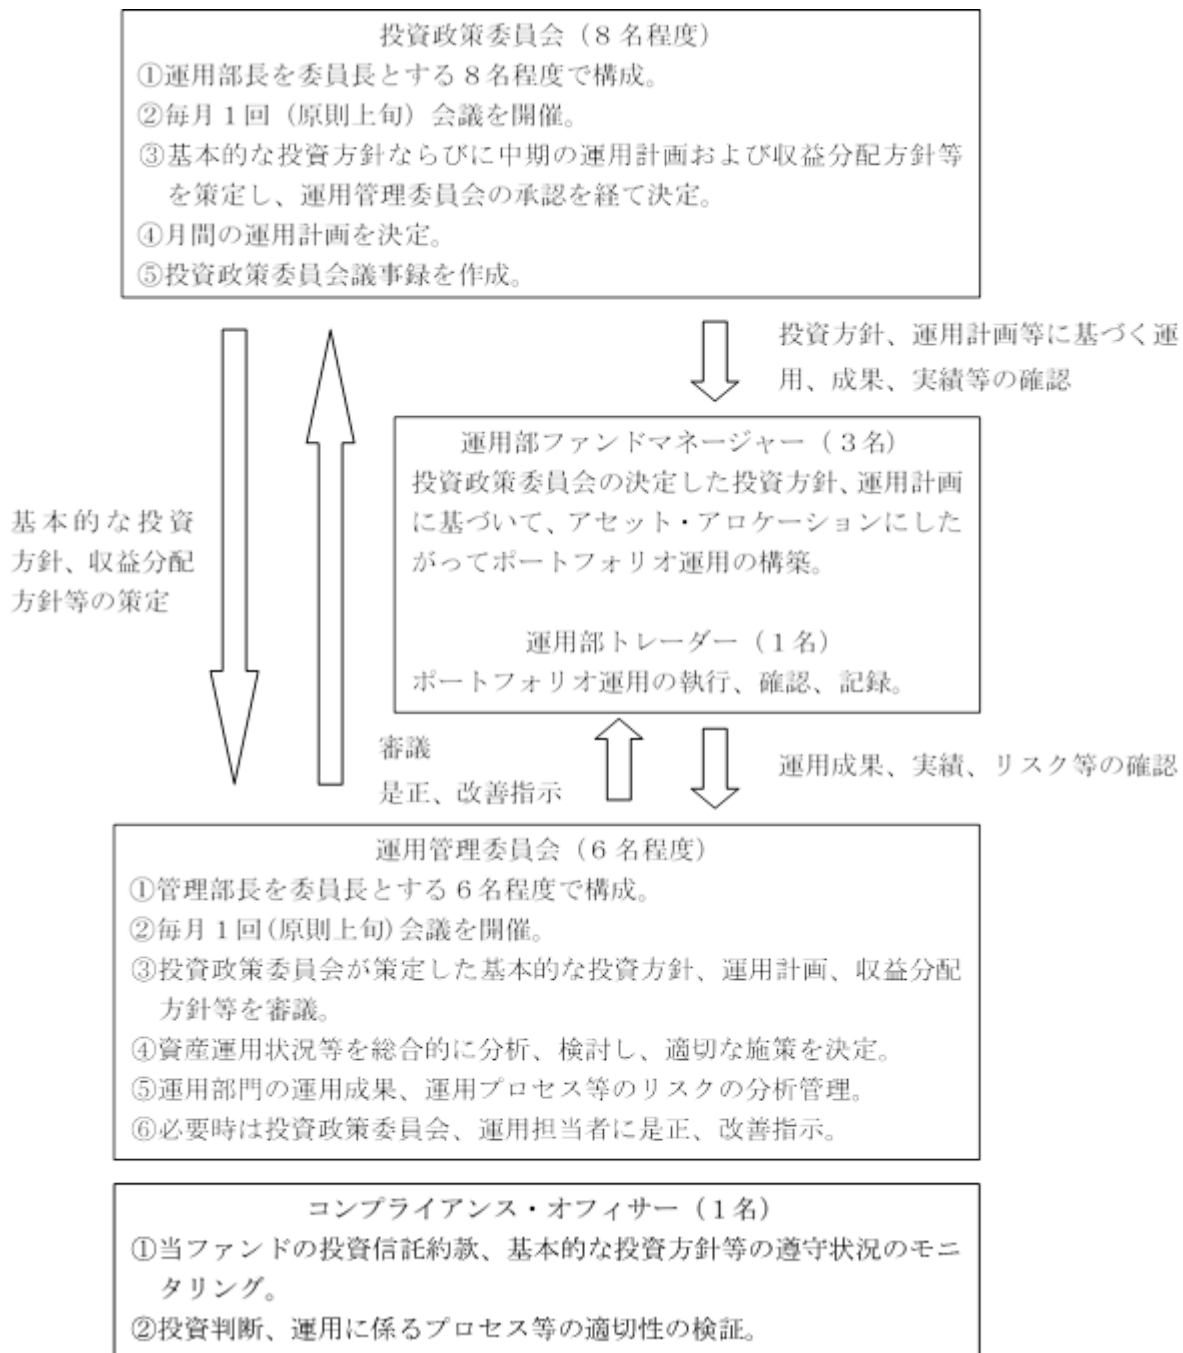 投資政策委員会（８名程度）
①運用部長を委員長とする８名程度で構成。
②毎月１回（原則上旬）会議を開催。
③基本的な投資方針ならびに中期の運用計画および収益分配方針等
を策定し、運用管理委員会の承認を経て決定。
④月間の運用計画を決定。
⑤投資政策委員会議事録を作成。
投資方針、運用計画等に基づく運
用、成果、実績等の確認
基本的な投資
方針、収益分配
方針等の策定
運用部ファンドマネージャー（３名）
投資政策委員会の決定した投資方針、運用計画
に基づいて、アセット・アロケーションにした
がってポートフォリオ運用の構築。
運用部トレーダー（１名）
ポートフォリオ運用の執行、確認、記録。
審議
是正、改善指示
運用成果、実績、リスク等の確認
運用管理委員会（６名程度）
①管理部長を委員長とする６名程度で構成。
②毎月１回(原則上旬)会議を開催。
③投資政策委員会が策定した基本的な投資方針、運用計画、収益分配
方針等を審議。
④資産運用状況等を総合的に分析、検討し、適切な施策を決定。
⑤運用部門の運用成果、運用プロセス等のリスクの分析管理。
⑥必要時は投資政策委員会、運用担当者に是正、改善指示。
コンプライアンス・オフィサー（１名）
①当ファンドの投資信託約款、基本的な投資方針等の遵守状況のモニ
タリング。
②投資判断、運用に係るプロセス等の適切性の検証。